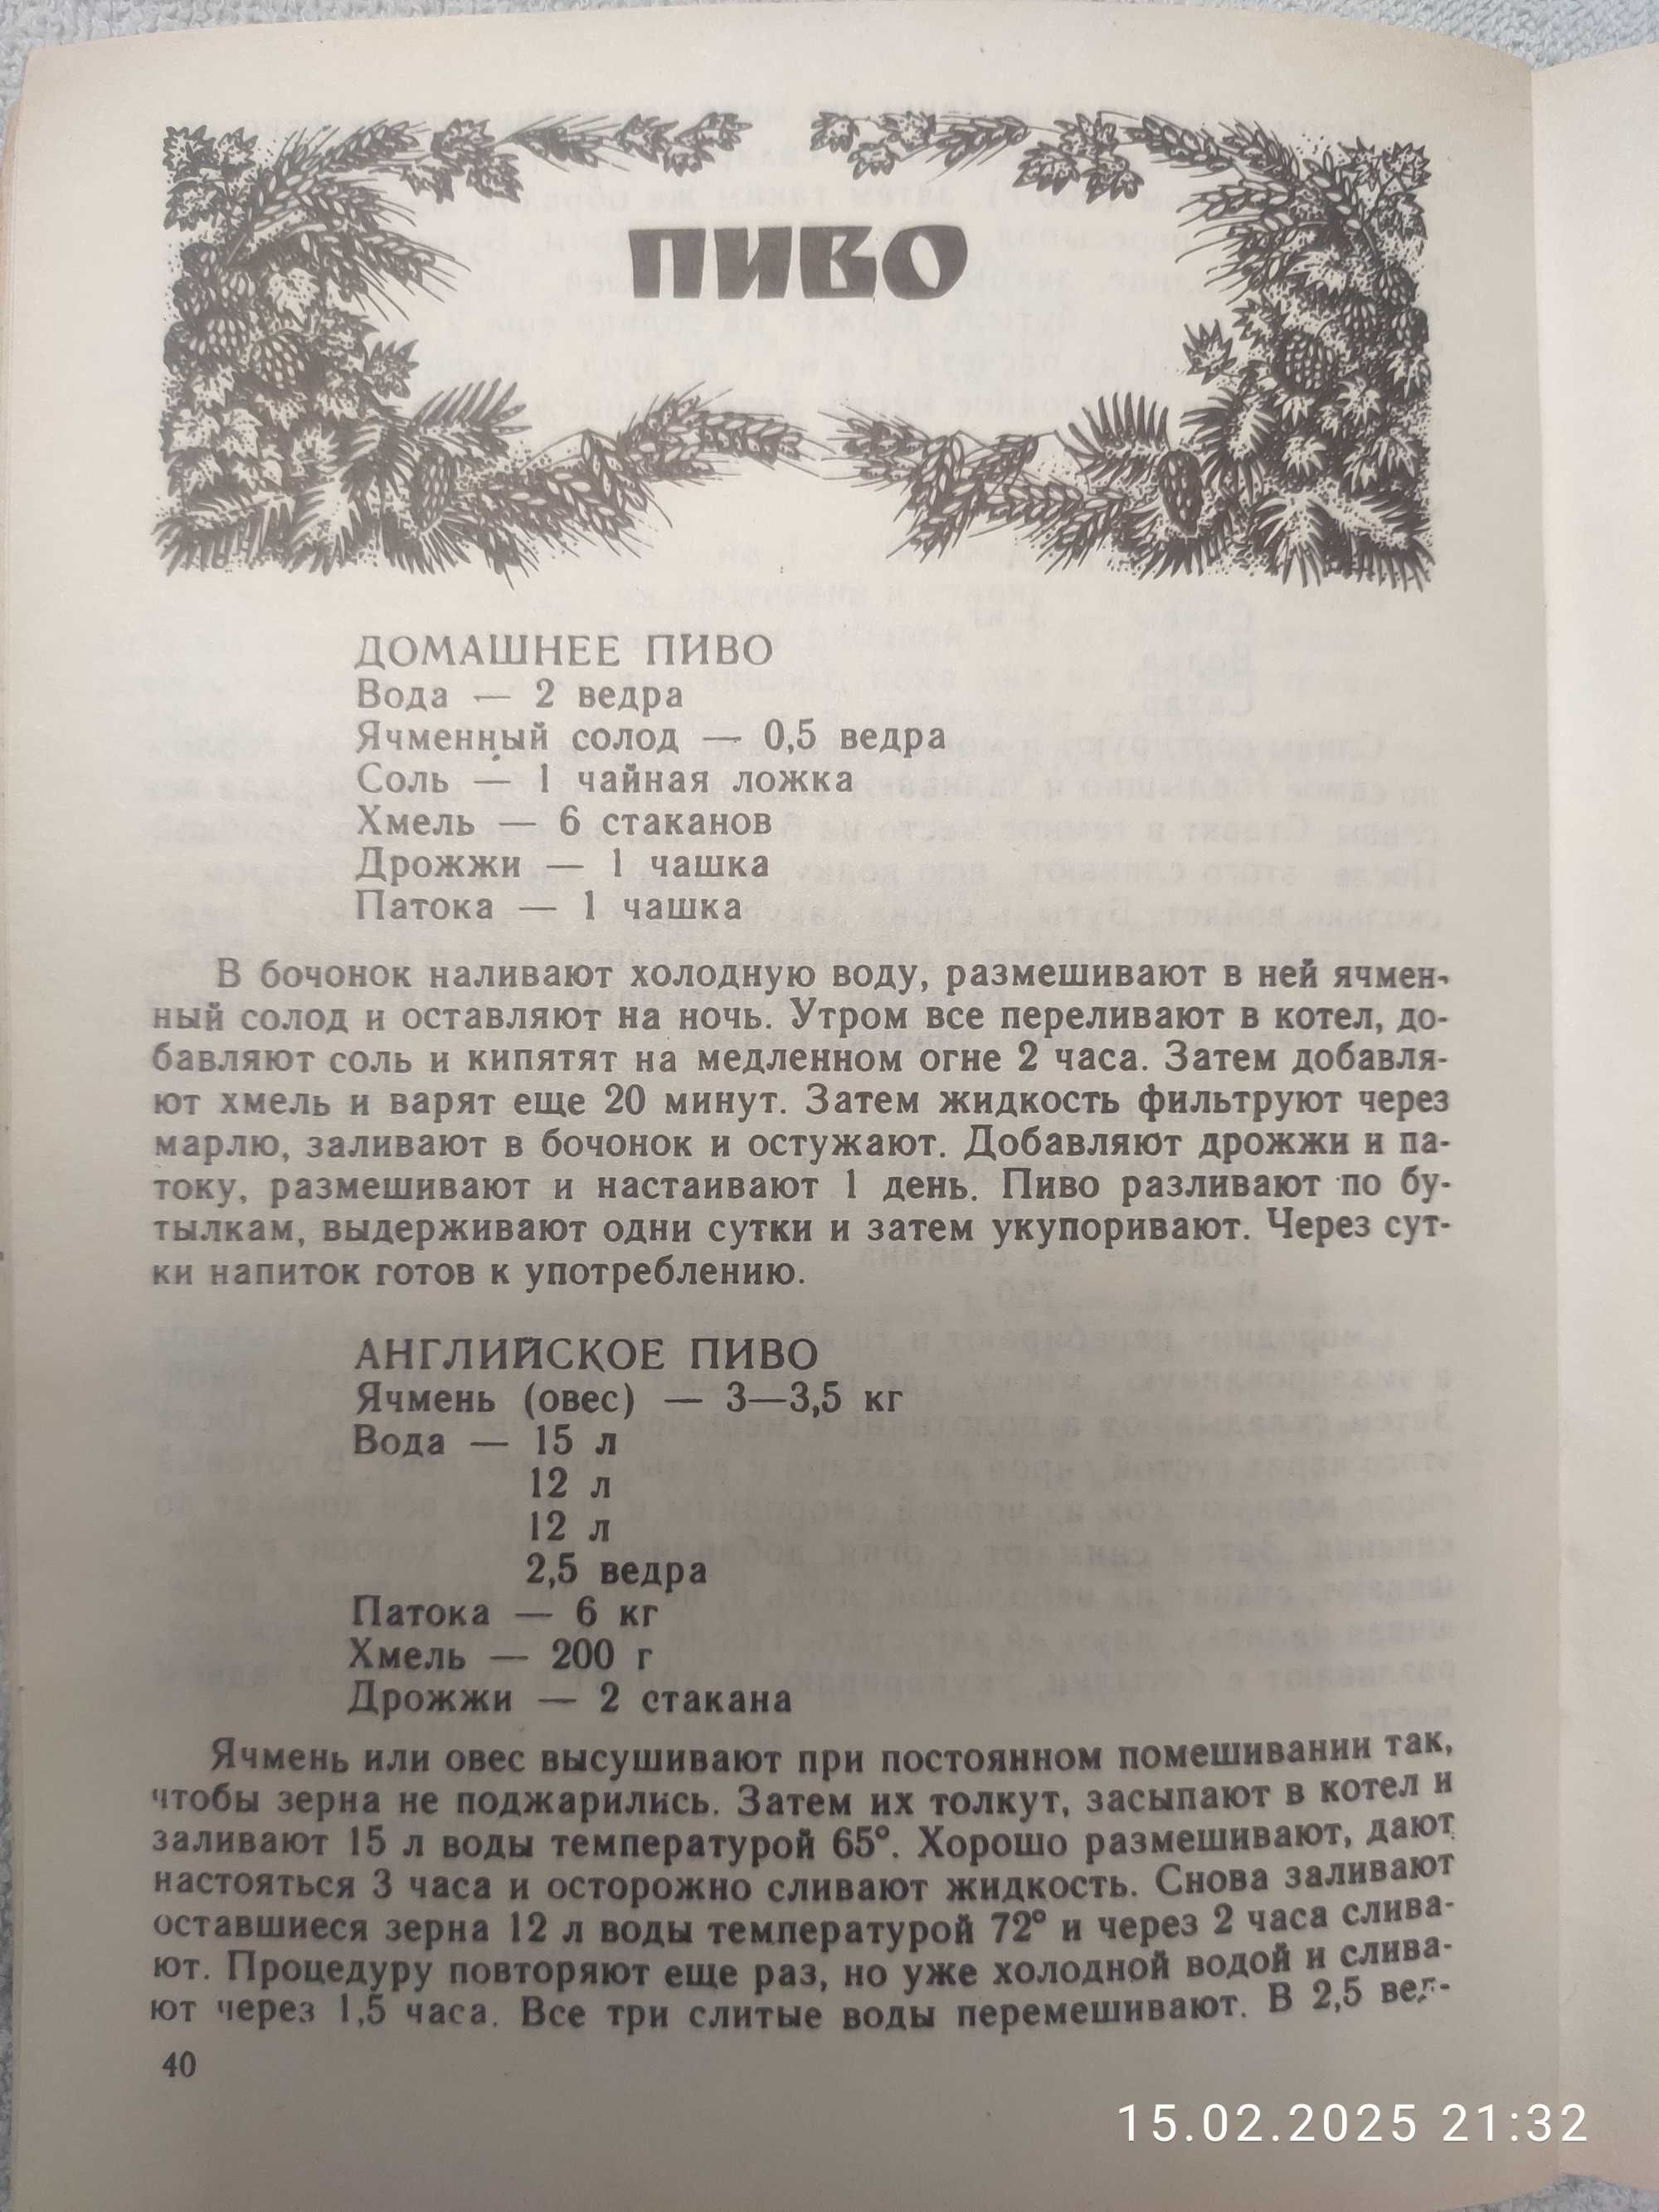 ПИВО
ДОМАШНЕЕ ПИВО
Вода — 2 ведра
Ячменный солод — 0,5 ведра
Соль — 1 чайная ложка
Хмель — 6 стаканов
Дрожжи — 1 чашка
Патока — 1 чашка
В бочонок наливают холодную воду, размешивают в ней ячмен-
ный солод и оставляют на ночь. Утром все переливают в котел, до-
бавляют соль и кипятят на медленном огне 2 часа. Затем добавля-
ют хмель и варят еще 20 минут. Затем жидкость фильтруют через
марлю, заливают в бочонок и остужают. Добавляют дрожжи и па-
току, размешивают и настаивают 1 день. Пиво разливают по бу-
тылкам, выдерживают одни сутки и затем укупоривают. Через сут-
ки напиток готов к употреблению.
АНГЛИЙСКОЕ ПИВО
Ячмень (овес) — 3—3,5 кг
Вода — 15 л
12 л
12 л
2,5 ведра
Патока — 6 кг
Хмель — 200 г
Дрожжи — 2 стакана
Ячмень или овес высушивают при постоянном помешивании так,
чтобы зерна не поджарились. Затем их толкут, засыпают в котел и
заливают 15 л воды температурой 65°. Хорошо размешивают, дают
настояться 3 часа и осторожно сливают жидкость. Снова заливают
оставшиеся зерна 12 л воды температурой 72° и через 2 часа слива-
ют. Процедуру повторяют еще раз, но уже холодной водой и слива-
ют через 1,5 часа. Все три слитые воды перемешивают. В 2,5 вед-
40
15.02.2025 21:32